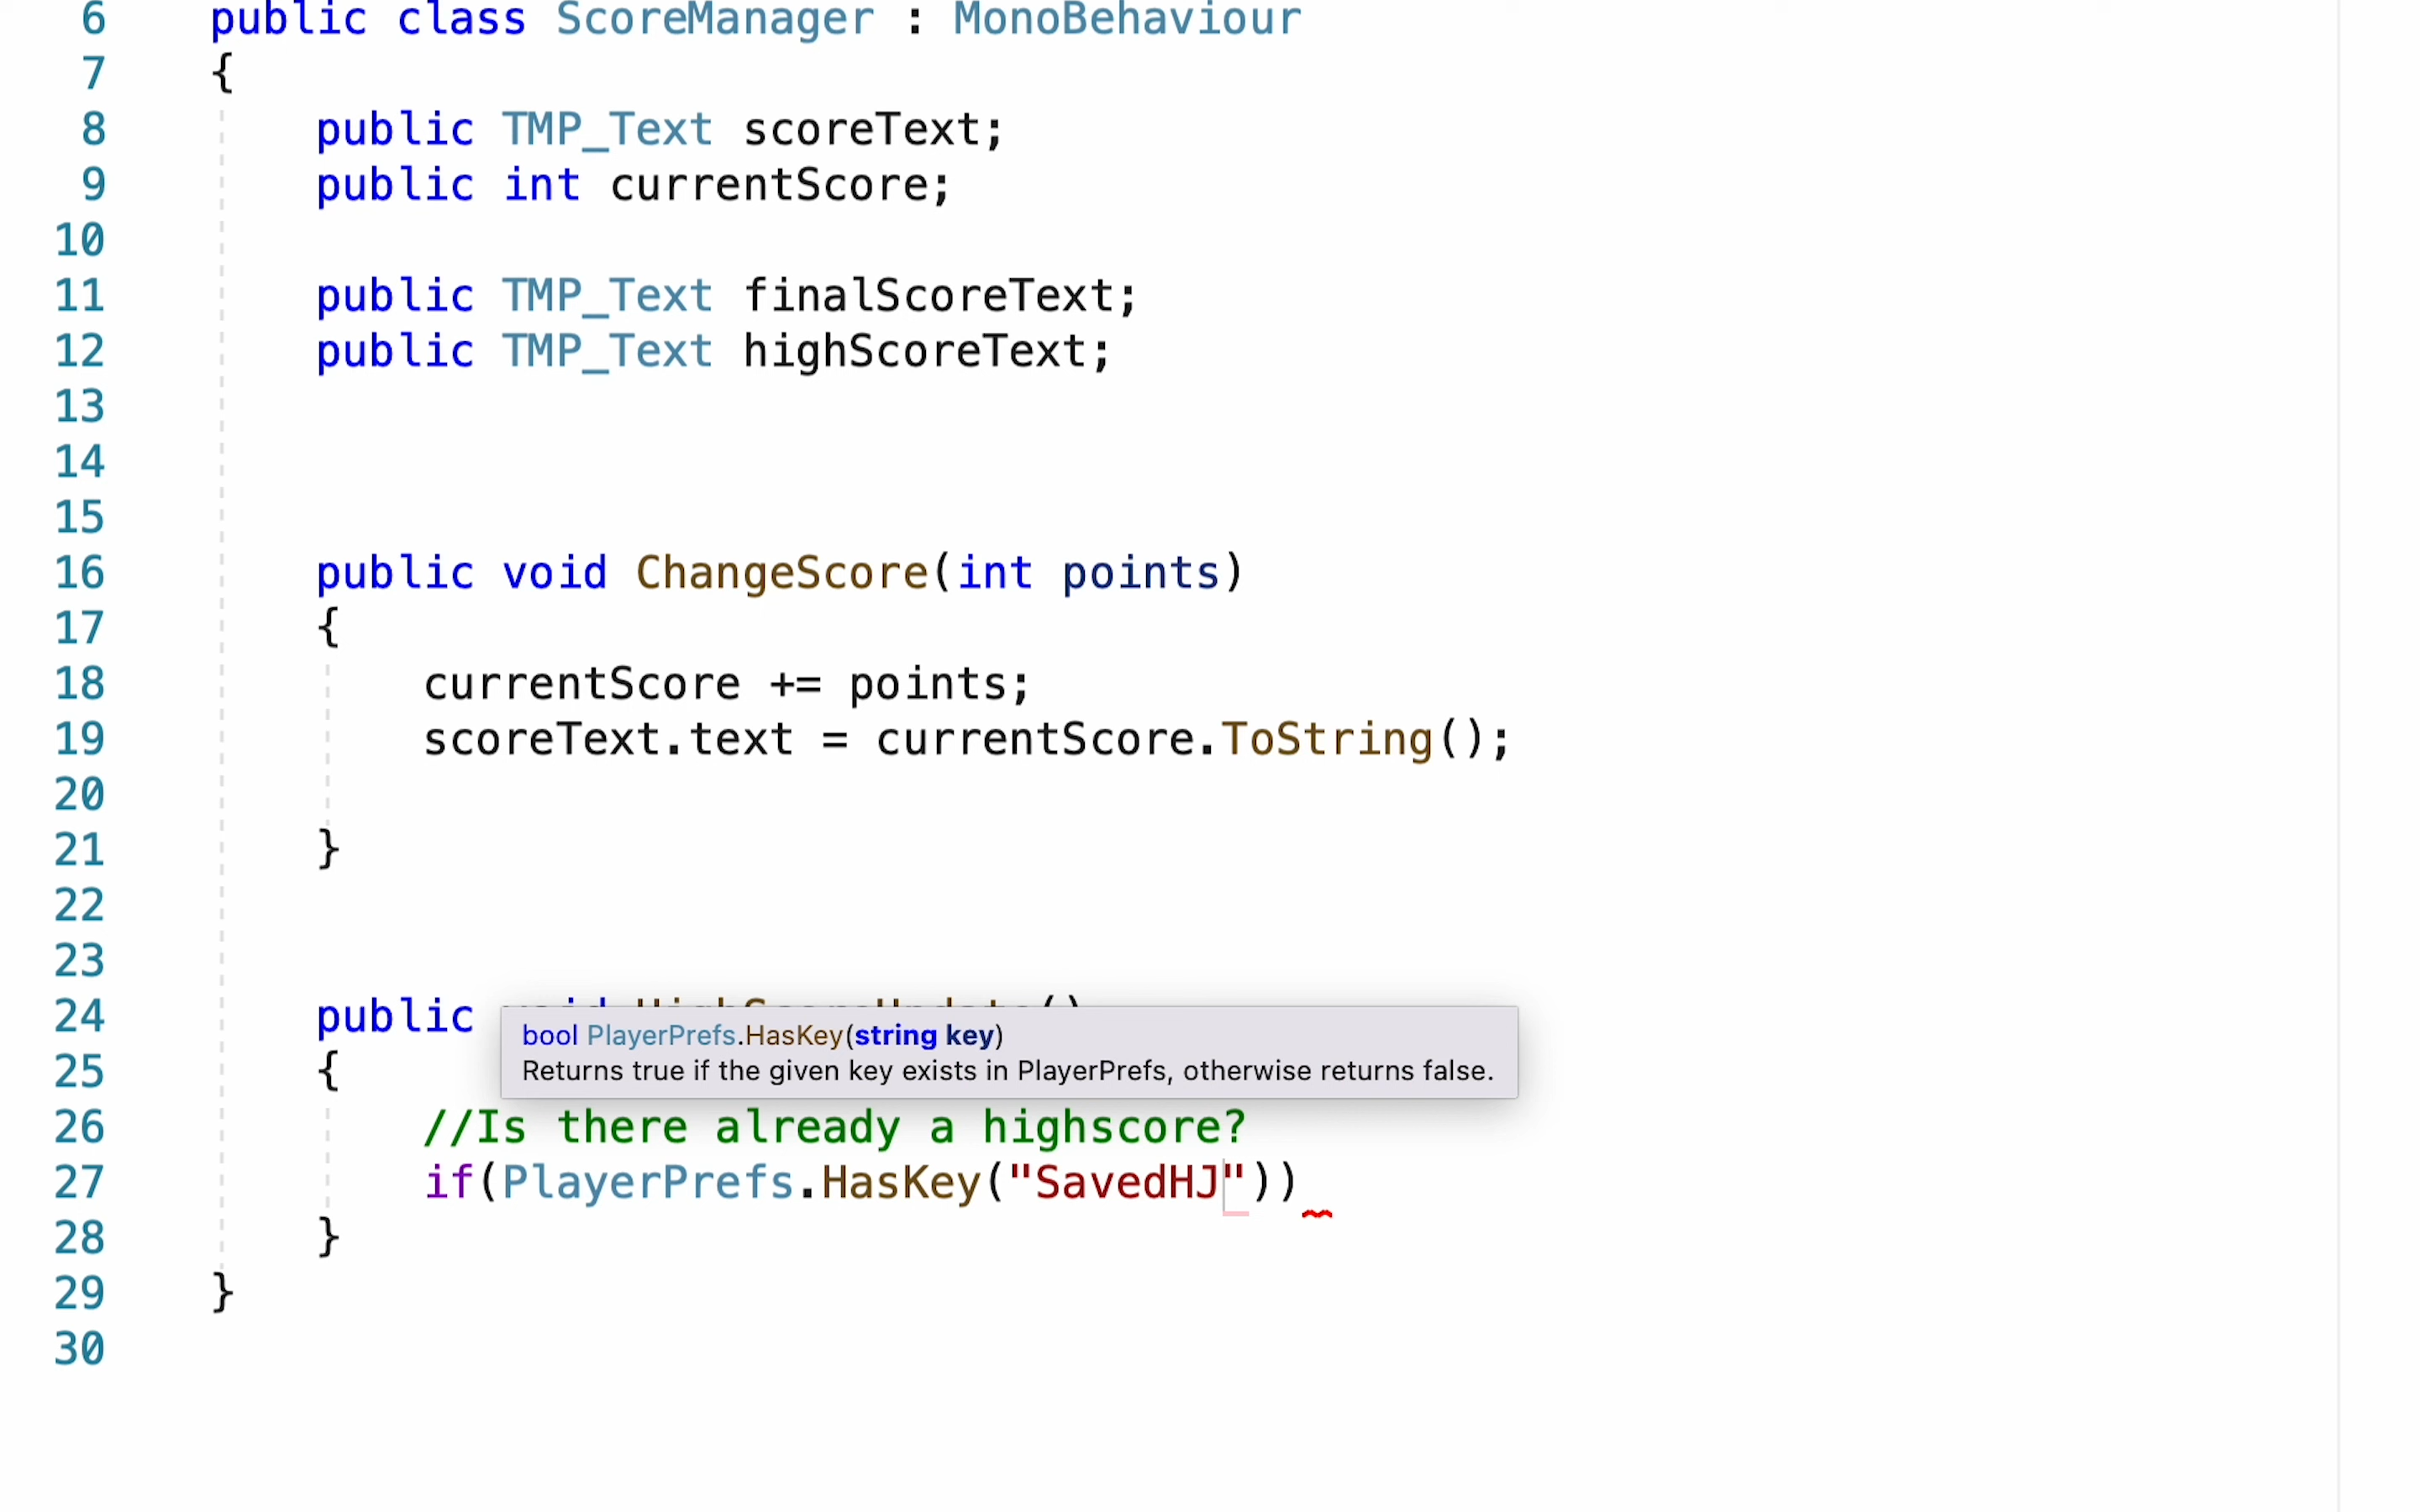 6 public class ScoreManager : MonoBehaviour
7 {
8 public TMP_Text scoreText;
9 public int currentScore;
10
11 public TMP_Text finalScoreText;
12 public TMP_Text highScoreText;
13
14
15
16 public void ChangeScore(int points)
17 {
18 currentScore += points;
19 scoreText.text = currentScore.ToString();
20
21 }
22
23
24 public void HighScoreUpdate()
bool PlayerPrefs.HasKey(string key)
Returns true if the given key exists in PlayerPrefs, otherwise returns false.
25 {
26 //Is there already a highscore?
27 if(PlayerPrefs.HasKey("SavedHJ"))
28 }
29 }
30